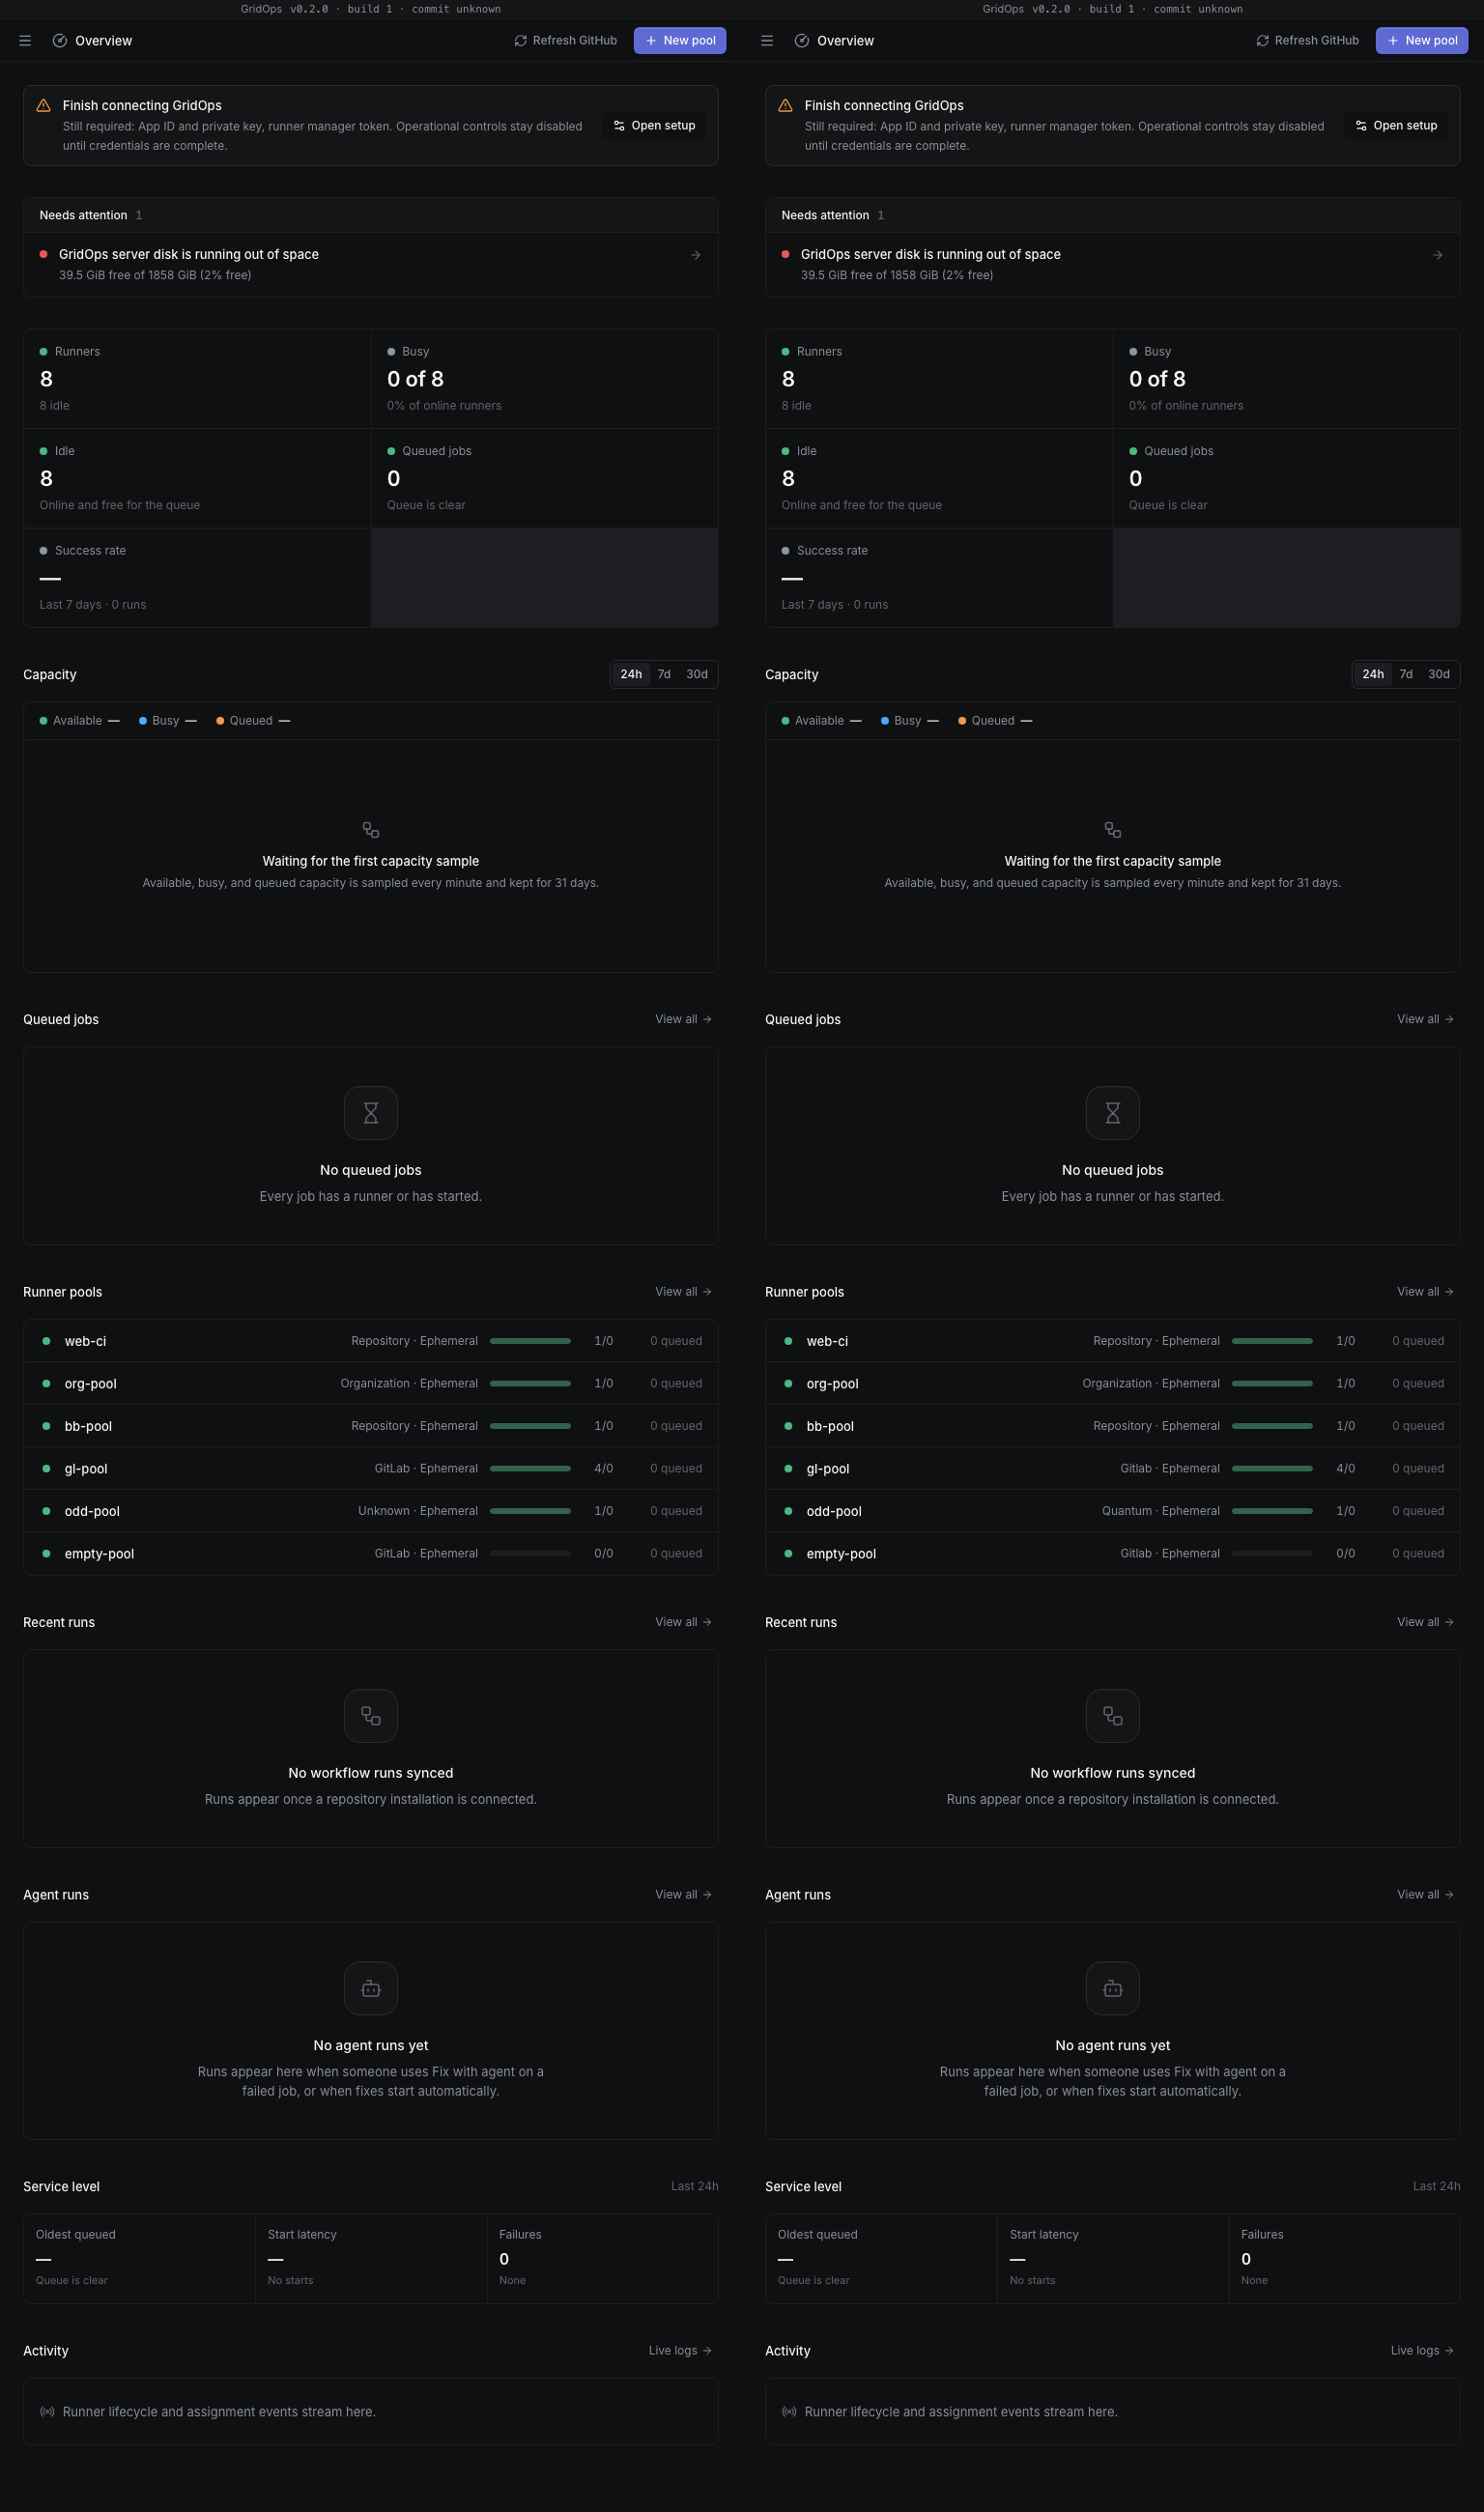 GridOps v0.2.0 · build 1 · commit unknown
Overview
Refresh GitHub
New pool
Finish connecting GridOps
Still required: App ID and private key, runner manager token. Operational controls stay disabled
until credentials are complete.
Open setup
Needs attention 1
GridOps server disk is running out of space
39.5 GiB free of 1858 GiB (2% free)
Runners
8
8 idle
Busy
0 of 8
0% of online runners
Idle
8
Online and free for the queue
Queued jobs
0
Queue is clear
Success rate
—
Last 7 days · 0 runs
Capacity
24h 7d 30d
Available — Busy — Queued —
Waiting for the first capacity sample
Available, busy, and queued capacity is sampled every minute and kept for 31 days.
Queued jobs
View all
No queued jobs
Every job has a runner or has started.
Runner pools
View all
web-ci Repository · Ephemeral 1/0 0 queued
org-pool Organization · Ephemeral 1/0 0 queued
bb-pool Repository · Ephemeral 1/0 0 queued
gl-pool GitLab · Ephemeral 4/0 0 queued
odd-pool Unknown · Ephemeral 1/0 0 queued
empty-pool GitLab · Ephemeral 0/0 0 queued
Recent runs
View all
No workflow runs synced
Runs appear once a repository installation is connected.
Agent runs
View all
No agent runs yet
Runs appear here when someone uses Fix with agent on a
failed job, or when fixes start automatically.
Service level
Last 24h
Oldest queued
—
Queue is clear
Start latency
—
No starts
Failures
0
None
Activity
Live logs
Runner lifecycle and assignment events stream here.
GridOps v0.2.0 · build 1 · commit unknown
Overview
Refresh GitHub
New pool
Finish connecting GridOps
Still required: App ID and private key, runner manager token. Operational controls stay disabled
until credentials are complete.
Open setup
Needs attention 1
GridOps server disk is running out of space
39.5 GiB free of 1858 GiB (2% free)
Runners
8
8 idle
Busy
0 of 8
0% of online runners
Idle
8
Online and free for the queue
Queued jobs
0
Queue is clear
Success rate
—
Last 7 days · 0 runs
Capacity
24h 7d 30d
Available — Busy — Queued —
Waiting for the first capacity sample
Available, busy, and queued capacity is sampled every minute and kept for 31 days.
Queued jobs
View all
No queued jobs
Every job has a runner or has started.
Runner pools
View all
web-ci Repository · Ephemeral 1/0 0 queued
org-pool Organization · Ephemeral 1/0 0 queued
bb-pool Repository · Ephemeral 1/0 0 queued
gl-pool Gitlab · Ephemeral 4/0 0 queued
odd-pool Quantum · Ephemeral 1/0 0 queued
empty-pool Gitlab · Ephemeral 0/0 0 queued
Recent runs
View all
No workflow runs synced
Runs appear once a repository installation is connected.
Agent runs
View all
No agent runs yet
Runs appear here when someone uses Fix with agent on a
failed job, or when fixes start automatically.
Service level
Last 24h
Oldest queued
—
Queue is clear
Start latency
—
No starts
Failures
0
None
Activity
Live logs
Runner lifecycle and assignment events stream here.